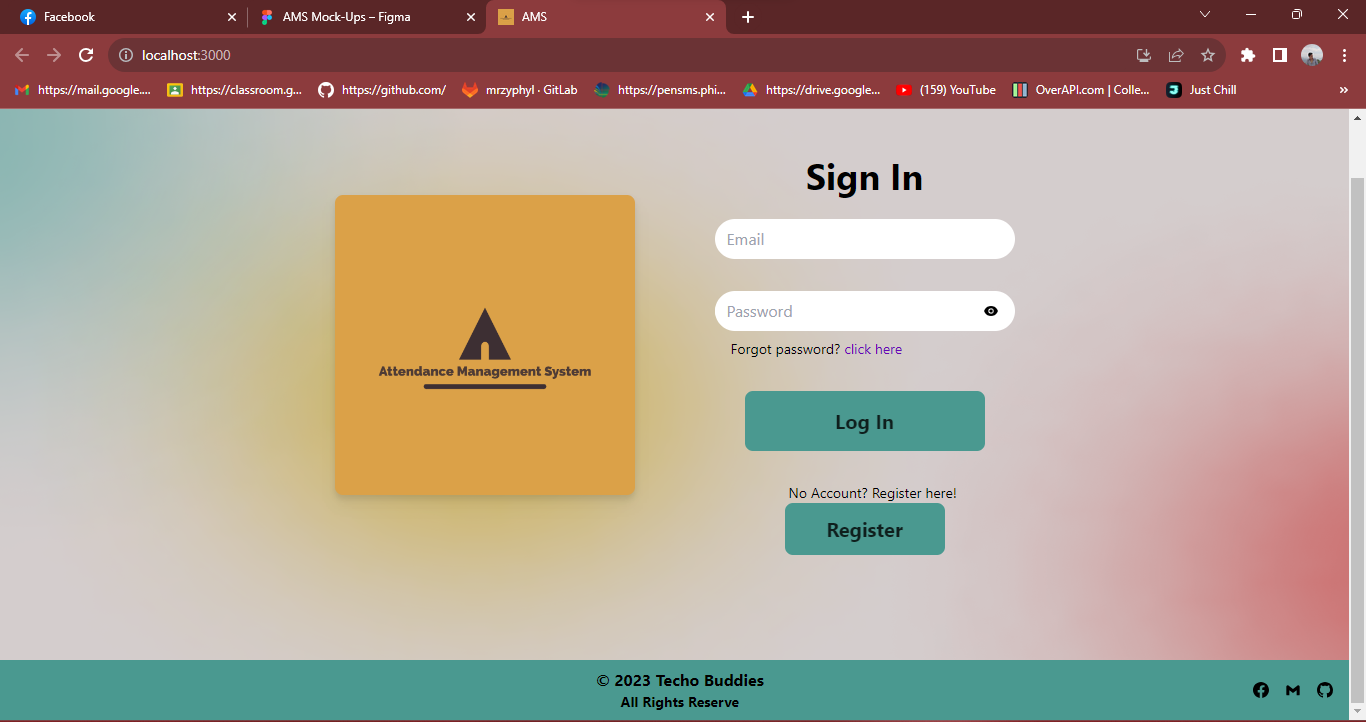 Facebook
AMS Mock-Ups – Figma
AMS
localhost:3000
https://mail.google....
https://classroom.g...
https://github.com/
mrzyphyl · GitLab
https://pensms.phi...
https://drive.google...
(159) YouTube
OverAPI.com | Colle...
Just Chill
»
Sign In
Email
Password
Forgot password? click here
Attendance Management System
Log In
No Account? Register here!
Register
© 2023 Techo Buddies
All Rights Reserve